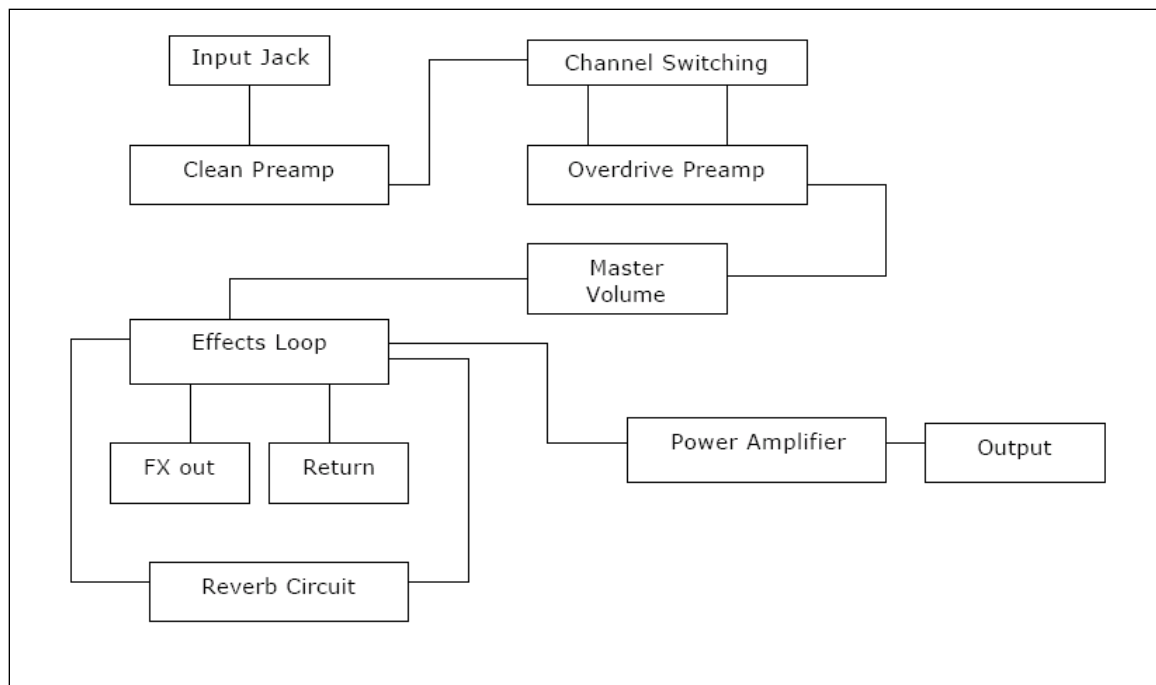 Input Jack
Channel Switching
Clean Preamp
Overdrive Preamp
Master
Volume
Effects Loop
Power Amplifier
Output
FX out
Return
Reverb Circuit